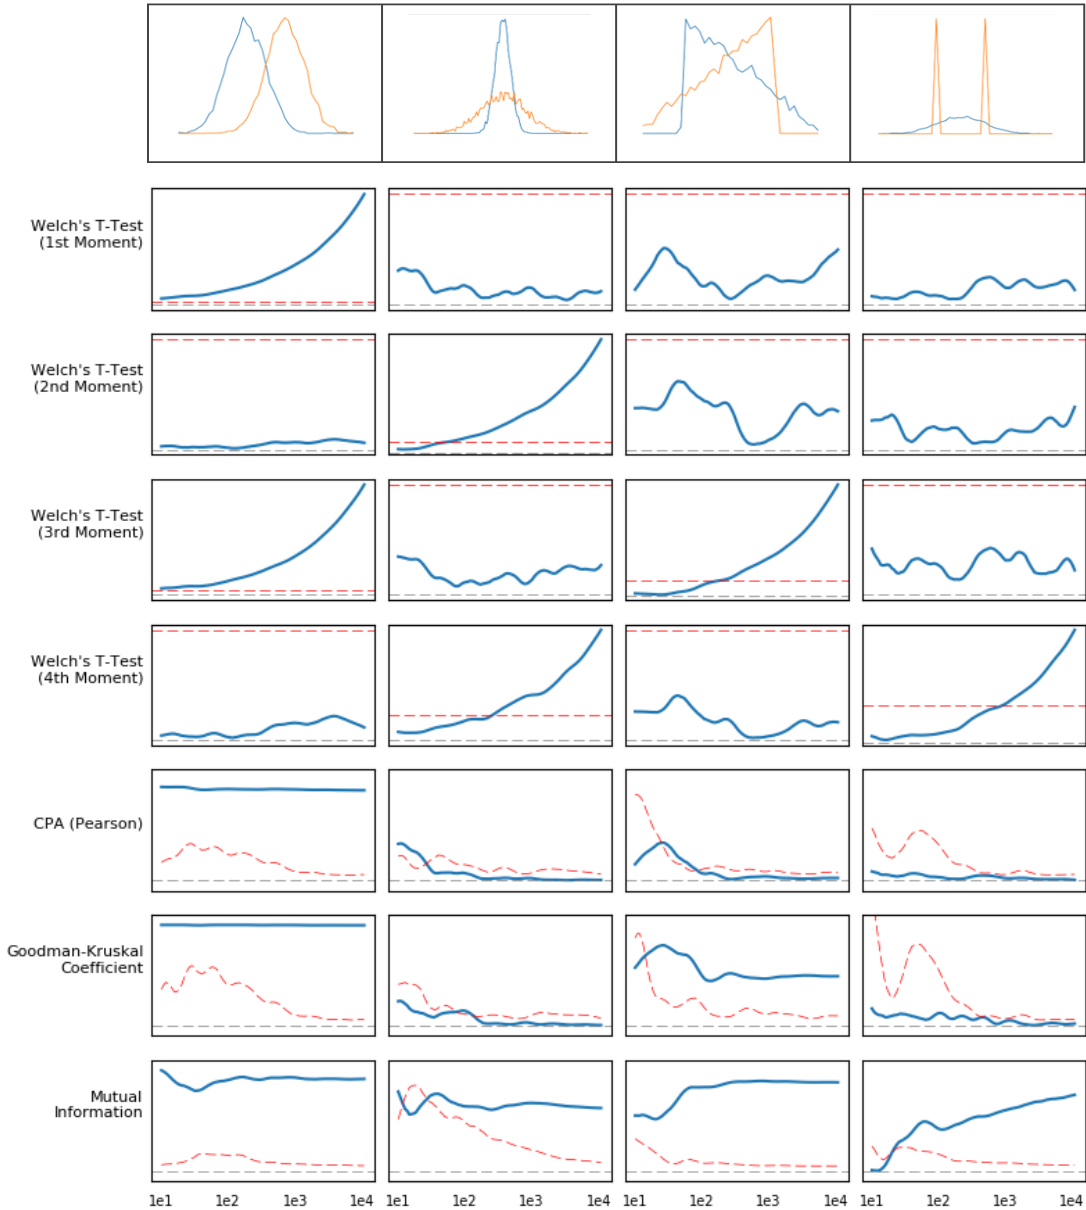 Welch's T-Test
(1st Moment)
Welch's T-Test
(2nd Moment)
Welch's T-Test
(3rd Moment)
Welch's T-Test
(4th Moment)
CPA (Pearson)
Goodman-Kruskal
Coefficient
Mutual
Information
1e1 1e2 1e3 1e4 1e1 1e2 1e3 1e4 1e1 1e2 1e3 1e4 1e1 1e2 1e3 1e4